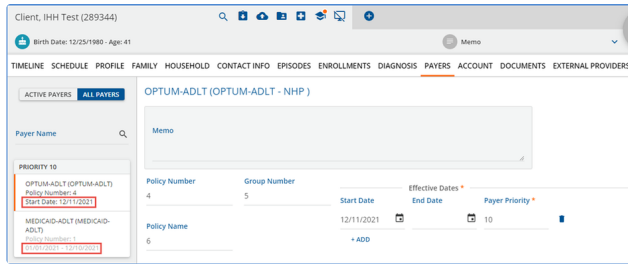 Client, IHH Test (289344)
Birth Date: 12/25/1980 - Age: 41
Memo
TIMELINE SCHEDULE PROFILE FAMILY HOUSEHOLD CONTACT INFO EPISODES ENROLLMENTS DIAGNOSIS PAYERS ACCOUNT DOCUMENTS EXTERNAL PROVIDERS
ACTIVE PAYERS ALL PAYERS
OPTUM-ADLT (OPTUM-ADLT - NHP )
Payer Name
Memo
PRIORITY 10
OPTUM-ADLT (OPTUM-ADLT)
Policy Number: 4
Start Date: 12/11/2021
MEDICAID-ADLT (MEDICAID-
ADLT)
Policy Number: 1
01/01/2021 - 12/10/2021
Policy Number Group Number
4 5
Policy Name
6
Effective Dates *
Start Date End Date Payer Priority *
12/11/2021 10
+ ADD